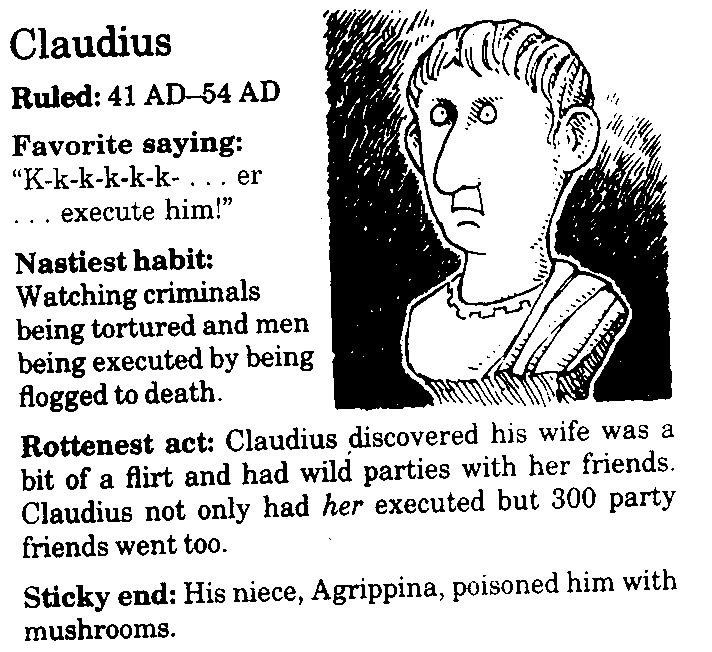 Claudius
Ruled: 41 AD–54 AD
Favorite saying:
“K-k-k-k-k-k- . . . er
. . . execute him!”
Nastiest habit:
Watching criminals
being tortured and men
being executed by being
flogged to death.
Rottenest act: Claudius discovered his wife was a
bit of a flirt and had wild parties with her friends.
Claudius not only had her executed but 300 party
friends went too.
Sticky end: His niece, Agrippina, poisoned him with
mushrooms.